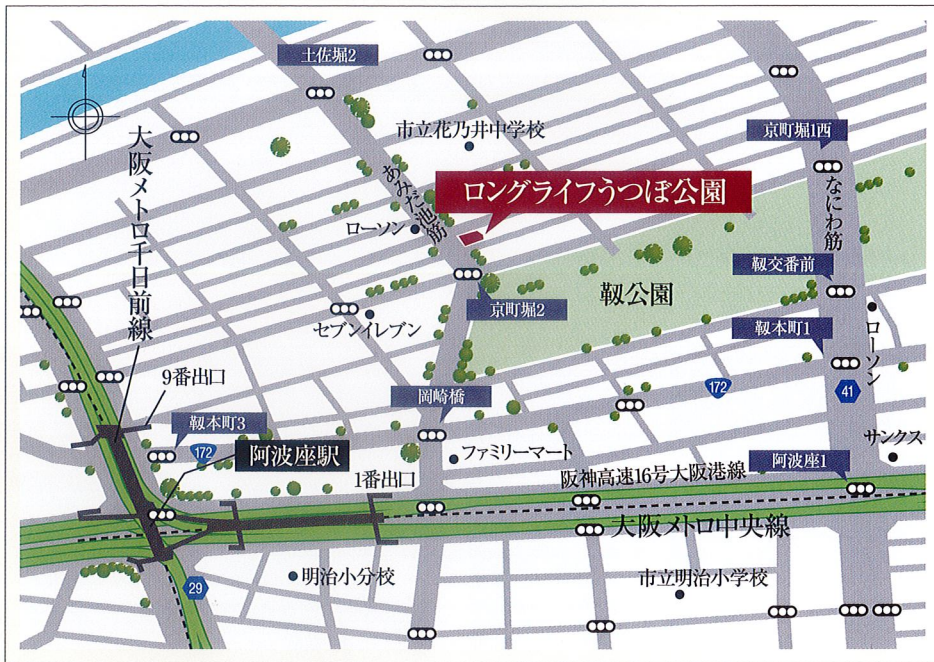 土佐堀2
市立花乃井中学校
京町堀1西
大阪メトロ千日前線
あみだ池筋
ロングライフうつぼ公園
なにわ筋
ローソン
靱交番前
靱公園
京町堀2
セブンイレブン
靱本町1
ローソン
9番出口
岡崎橋
172
41
靱本町3
172
阿波座駅
ファミリーマート
サンクス
1番出口
阪神高速16号大阪港線
阿波座1
大阪メトロ中央線
明治小分校
29
市立明治小学校